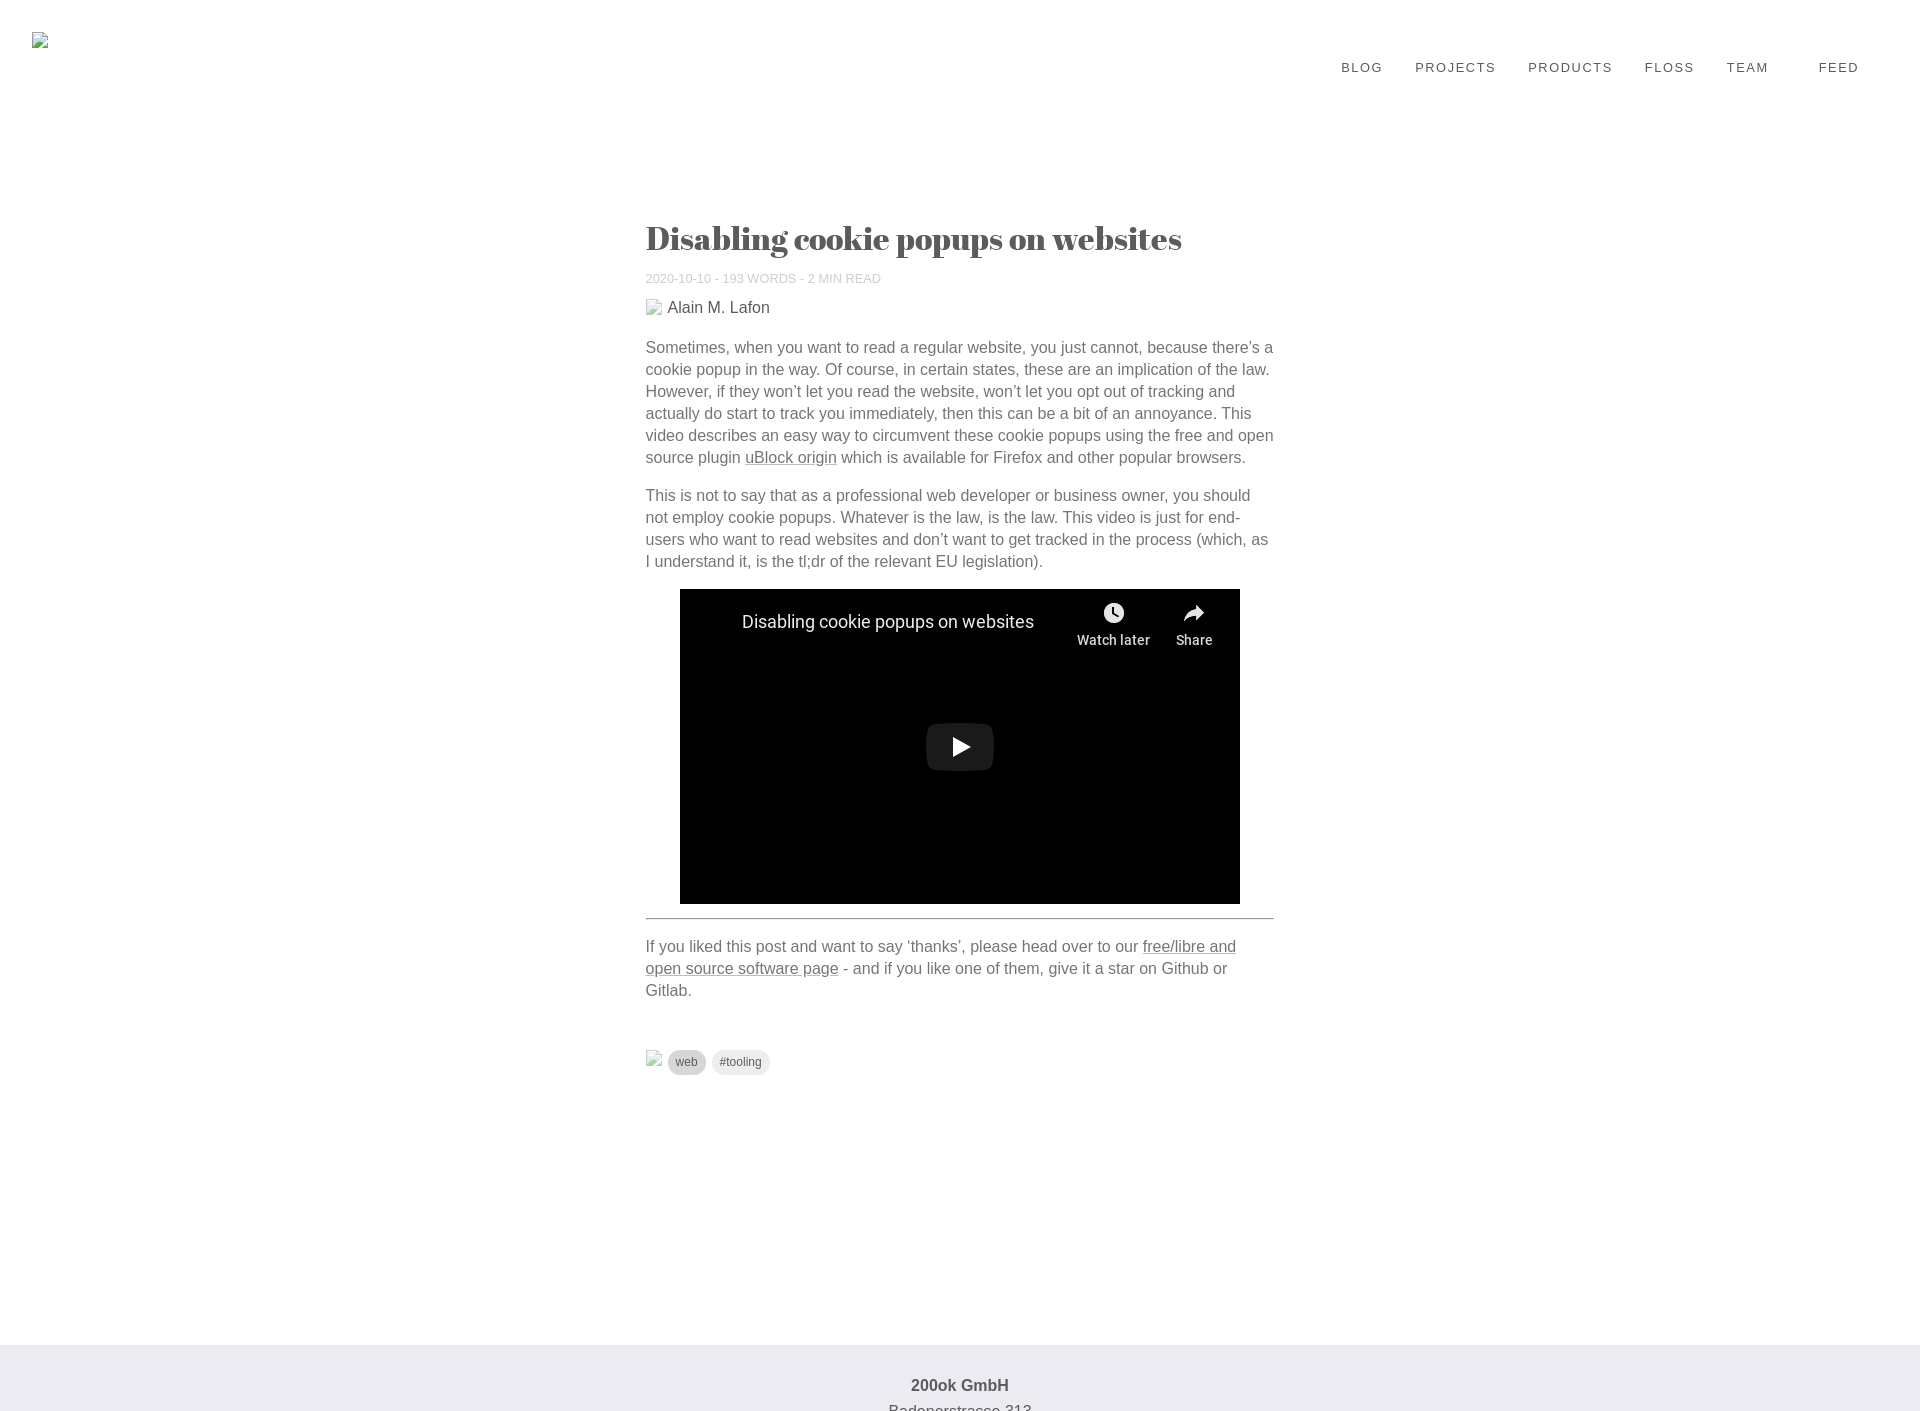 BLOG PROJECTS PRODUCTS FLOSS TEAM FEED
Disabling cookie popups on websites
2020-10-10 - 193 WORDS - 2 MIN READ
Alain M. Lafon
Sometimes, when you want to read a regular website, you just cannot, because there’s a
cookie popup in the way. Of course, in certain states, these are an implication of the law.
However, if they won’t let you read the website, won’t let you opt out of tracking and
actually do start to track you immediately, then this can be a bit of an annoyance. This
video describes an easy way to circumvent these cookie popups using the free and open
source plugin uBlock origin which is available for Firefox and other popular browsers.
This is not to say that as a professional web developer or business owner, you should
not employ cookie popups. Whatever is the law, is the law. This video is just for end-
users who want to read websites and don’t want to get tracked in the process (which, as
I understand it, is the tl;dr of the relevant EU legislation).
Disabling cookie popups on websites
Watch later Share
If you liked this post and want to say ‘thanks’, please head over to our free/libre and
open source software page - and if you like one of them, give it a star on Github or
Gitlab.
web #tooling
200ok GmbH
Badenerstrasse 313